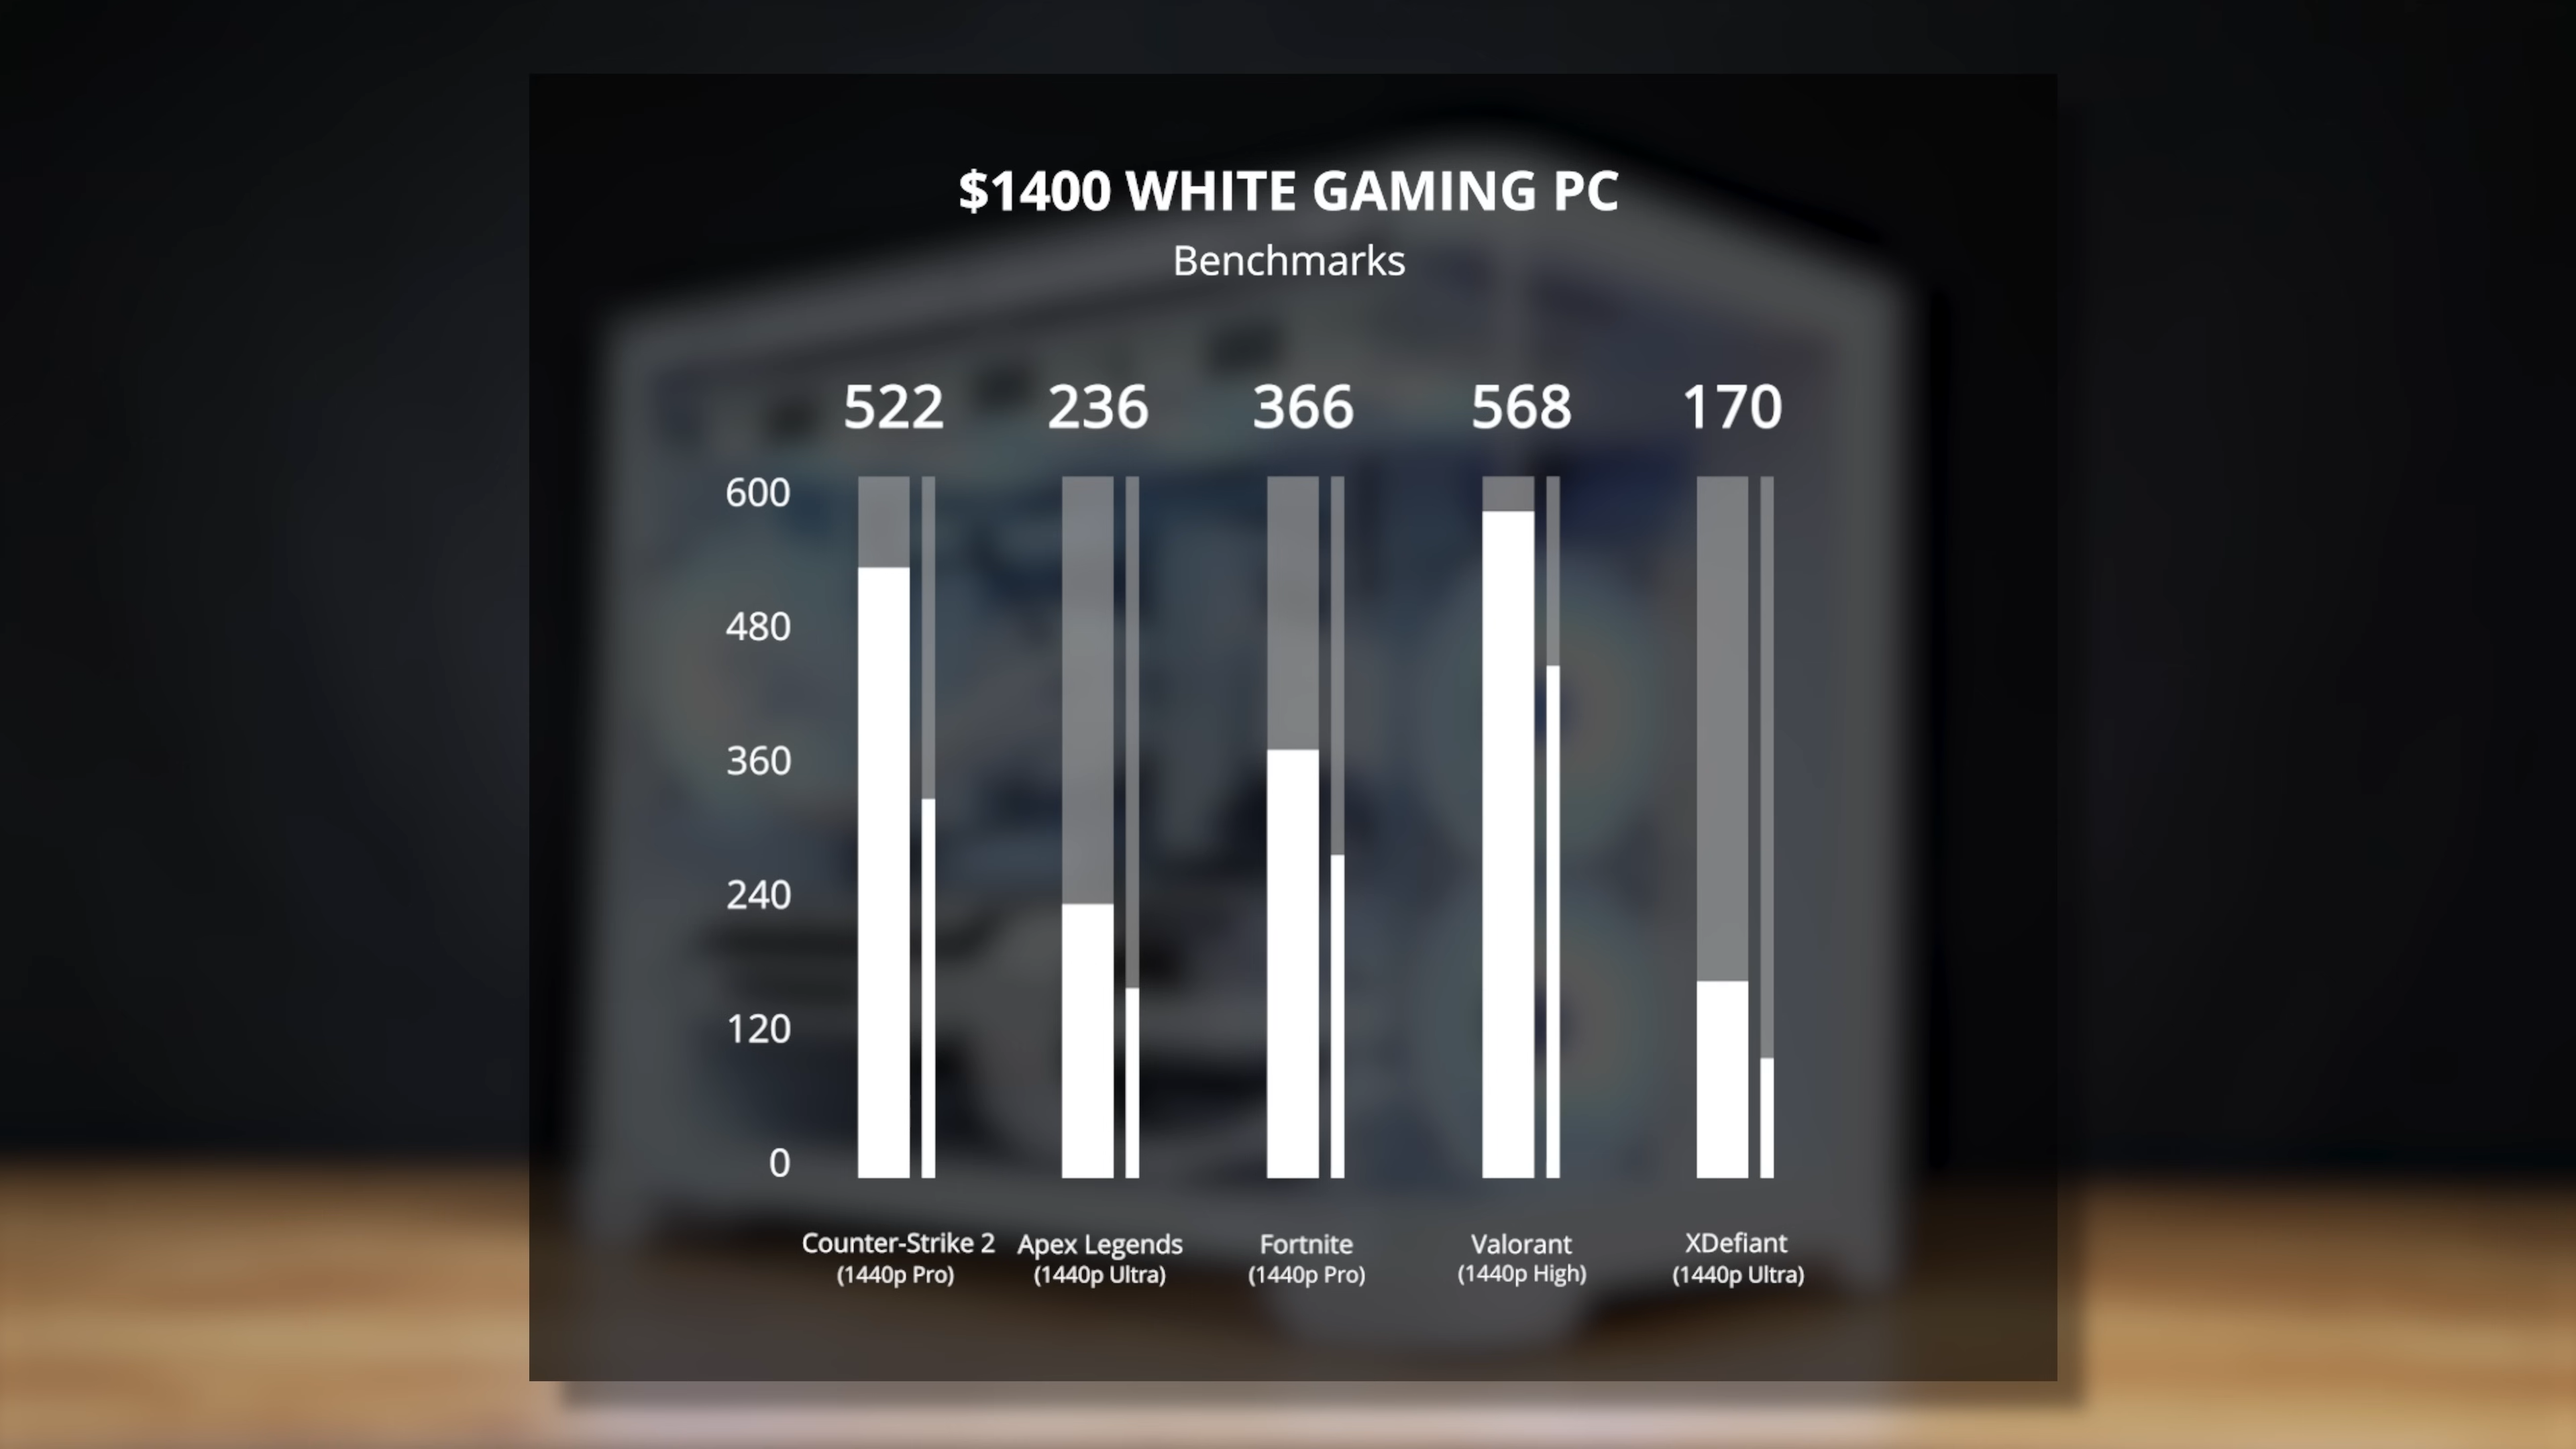 $1400 WHITE GAMING PC
Benchmarks
522 236 366 568 170
600
480
360
240
120
0
Counter-Strike 2 Apex Legends Fortnite Valorant XDefiant
(1440p Pro) (1440p Ultra) (1440p Pro) (1440p High) (1440p Ultra)